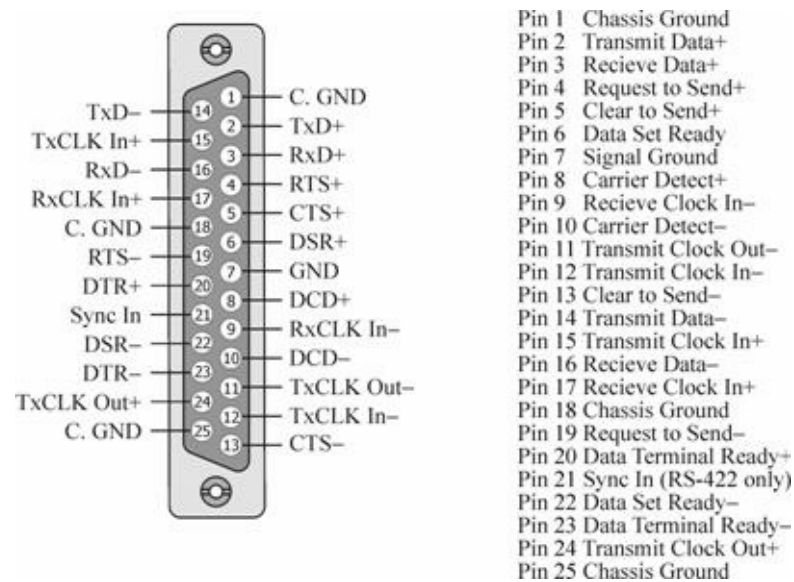 TxD–
TxCLK In+
RxD–
RxCLK In+
C. GND
RTS–
DTR+
Sync In
DSR–
DTR–
TxCLK Out+
C. GND
14
15
16
17
18
19
20
21
22
23
24
25
1
2
3
4
5
6
7
8
9
10
11
12
13
C. GND
TxD+
RxD+
RTS+
CTS+
DSR+
GND
DCD+
RxCLK In–
DCD–
TxCLK Out–
TxCLK In–
CTS–
Pin 1 Chassis Ground
Pin 2 Transmit Data+
Pin 3 Recieve Data+
Pin 4 Request to Send+
Pin 5 Clear to Send+
Pin 6 Data Set Ready
Pin 7 Signal Ground
Pin 8 Carrier Detect+
Pin 9 Recieve Clock In–
Pin 10 Carrier Detect–
Pin 11 Transmit Clock Out–
Pin 12 Transmit Clock In–
Pin 13 Clear to Send–
Pin 14 Transmit Data–
Pin 15 Transmit Clock In+
Pin 16 Recieve Data–
Pin 17 Recieve Clock In+
Pin 18 Chassis Ground
Pin 19 Request to Send–
Pin 20 Data Terminal Ready+
Pin 21 Sync In (RS-422 only)
Pin 22 Data Set Ready–
Pin 23 Data Terminal Ready–
Pin 24 Transmit Clock Out+
Pin 25 Chassis Ground